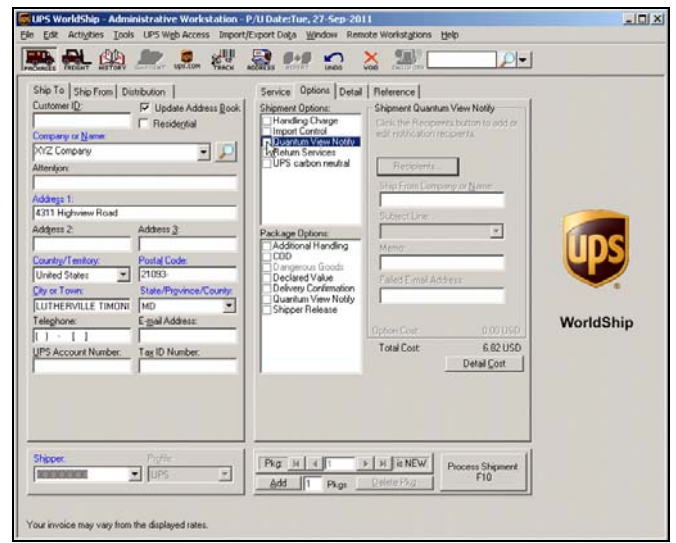 UPS WorldShip - Administrative Workstation - P/U Date:Tue, 27-Sep-2011
File Edit Activities Tools UPS Web Access Import/Export Data Window Remote Workstations Help
PACKAGES FREIGHT HISTORY ups.com TRACK ADDRESS UNDO VOID
Ship To Ship From Distribution
Customer ID: Update Address Book
Residential
Company or Name:
XYZ Company
Attention:
Address 1:
4311 Highview Road
Address 2: Address 3:
Country/Territory: Postal Code:
United States 21093-
City or Town: State/Province/County:
LUTHERVILLE TIMONI MD
Telephone: E-mail Address:
( ) - [ ]
UPS Account Number: Tax ID Number:
Shipper: Profile:
UPS
Your invoice may vary from the displayed rates.
Service Options Detail Reference
Shipment Options:
Handling Charge
Import Control
Quantum View Notify
Return Services
UPS carbon neutral
Package Options:
Additional Handling
COD
Dangerous Goods
Declared Value
Delivery Confirmation
Quantum View Notify
Shipper Release
Shipment Quantum View Notify
Click the Recipients button to add or
edit notification recipients.
Recipients...
Ship From Company or Name:
Subject Line:
Memo:
Failed E-mail Address:
Option Cost: 0.00 USD
Total Cost: 6.82 USD
Detail Cost
Pkg: 1 is NEW
Add 1 Pkgs Delete Pkg
Process Shipment
F10
ups
WorldShip